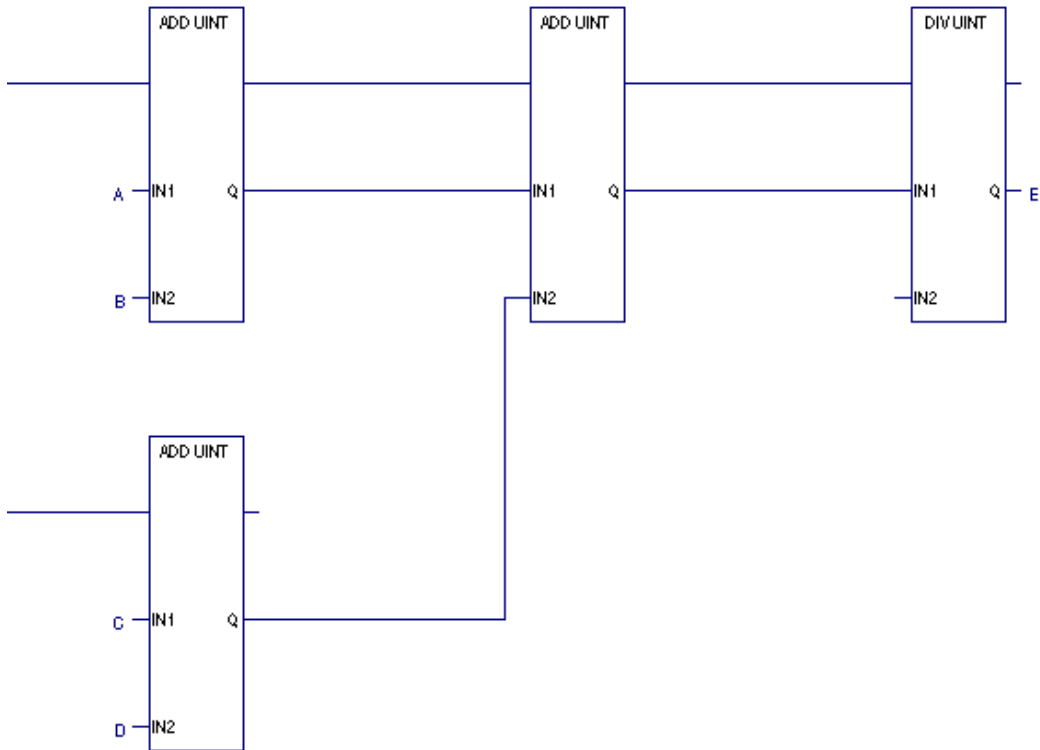 ADD UINT ADD UINT DIV UINT
A IN1 Q IN1 Q IN1 Q E
B IN2 IN2 IN2
ADD UINT
C IN1 Q
D IN2